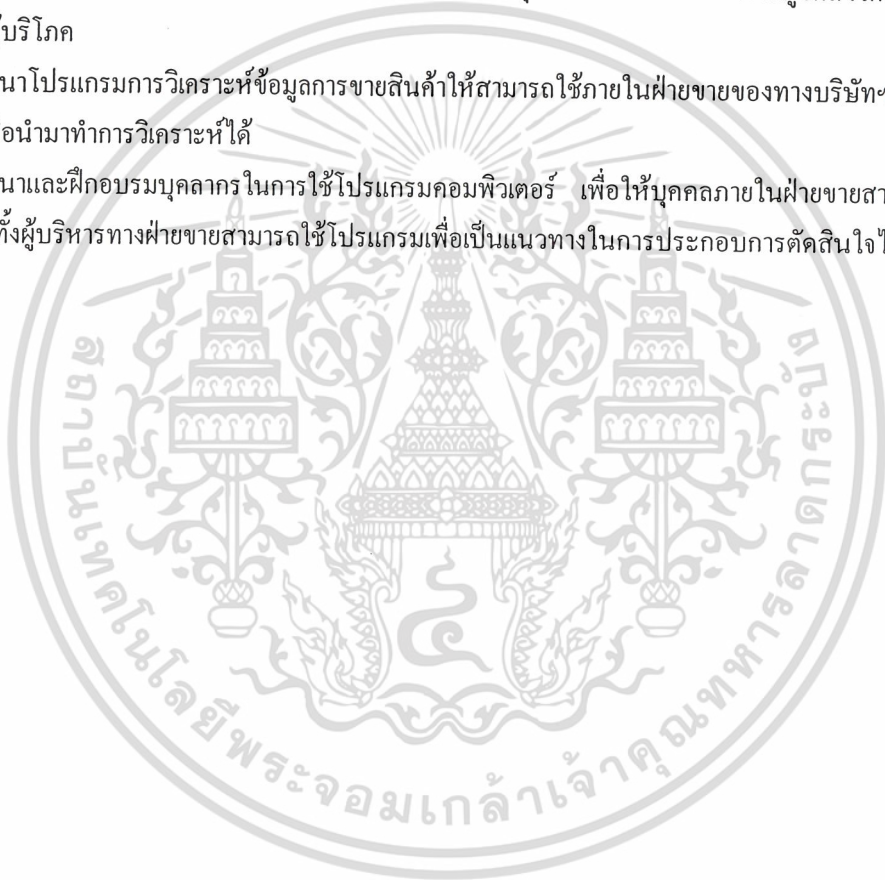 บริโภค
นาโปรแกรมการวิเคราะห์ข้อมูลการขายสินค้าให้สามารถใช้ภายในฝ่ายขายของทางบริษัทฯ
อนำมาทำการวิเคราะห์ได้
นาและฝึกอบรมบุคลากรในการใช้โปรแกรมคอมพิวเตอร์ เพื่อให้บุคคลภายในฝ่ายขายสา
ทั้งผู้บริหารทางฝ่ายขายสามารถใช้โปรแกรมเพื่อเป็นแนวทางในการประกอบการตัดสินใจไ
สถาบันเทคโนโลยีพระจอมเกล้าเจ้าคุณทหารลาดกระบัง
๔